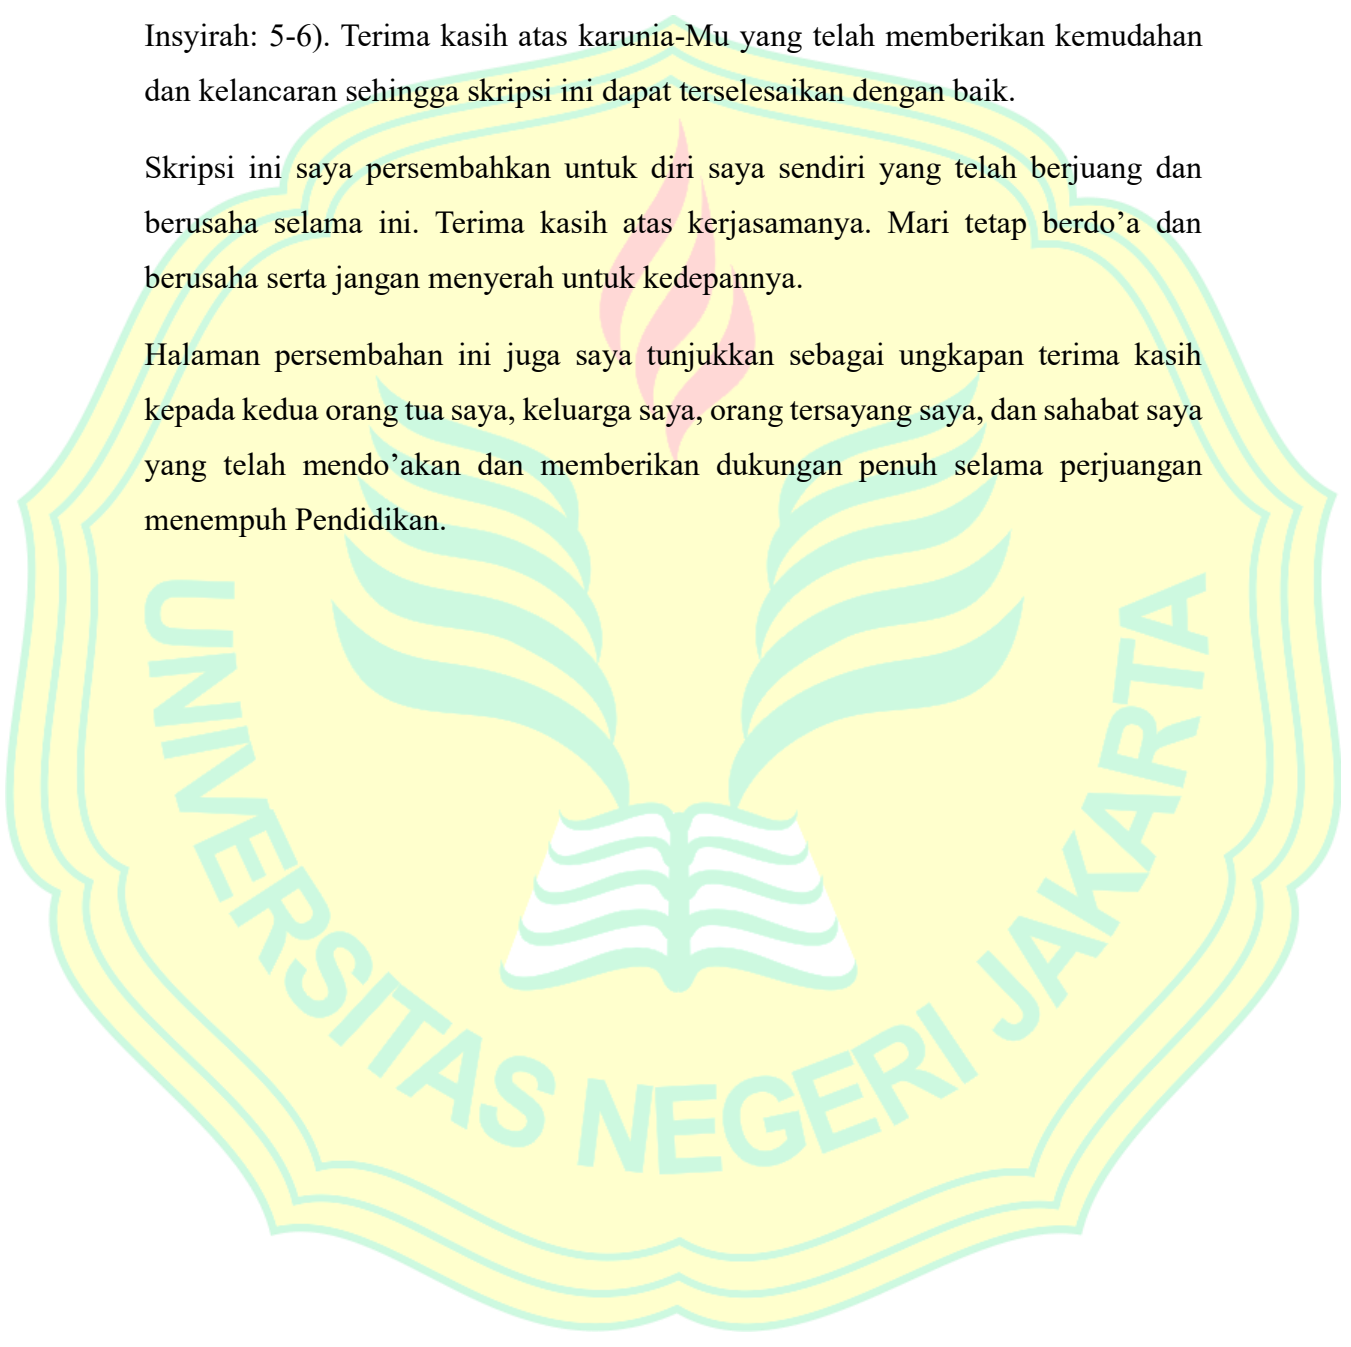 Insyirah: 5-6). Terima kasih atas karunia-Mu yang telah memberikan kemudahan
dan kelancaran sehingga skripsi ini dapat terselesaikan dengan baik.
Skripsi ini saya persembahkan untuk diri saya sendiri yang telah berjuang dan
berusaha selama ini. Terima kasih atas kerjasamanya. Mari tetap berdo’a dan
berusaha serta jangan menyerah untuk kedepannya.
Halaman persembahan ini juga saya tunjukkan sebagai ungkapan terima kasih
kepada kedua orang tua saya, keluarga saya, orang tersayang saya, dan sahabat saya
yang telah mendo’akan dan memberikan dukungan penuh selama perjuangan
menempuh Pendidikan.
UNIVERSITAS NEGERI JAKARTA